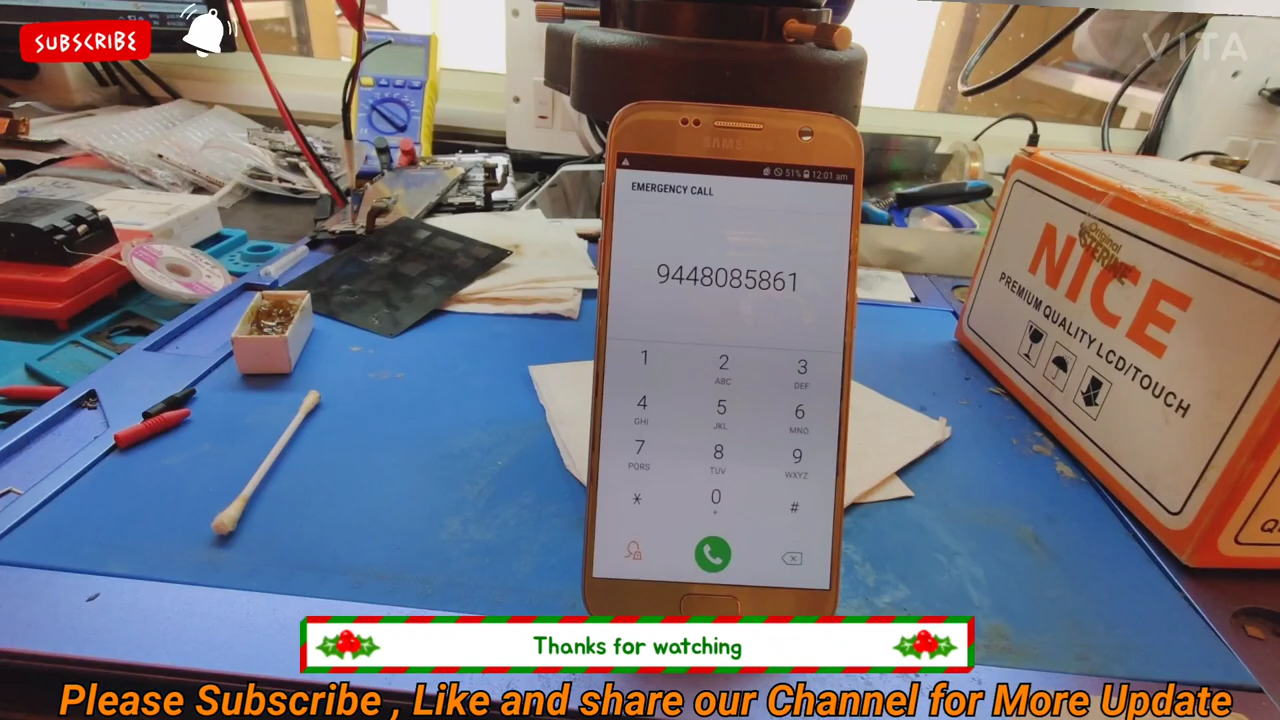 SUBSCRIBE
VITA
SAMSUNG
51% 12:01 am
EMERGENCY CALL
9448085861
1
2
ABC
3
DEF
4
GHI
5
JKL
6
MNO
7
PQRS
8
TUV
9
WXYZ
*
0
+
#
Original
NICE
PREMIUM QUALITY LCD/TOUCH
Thanks for watching
Please Subscribe , Like and share our Channel for More Update